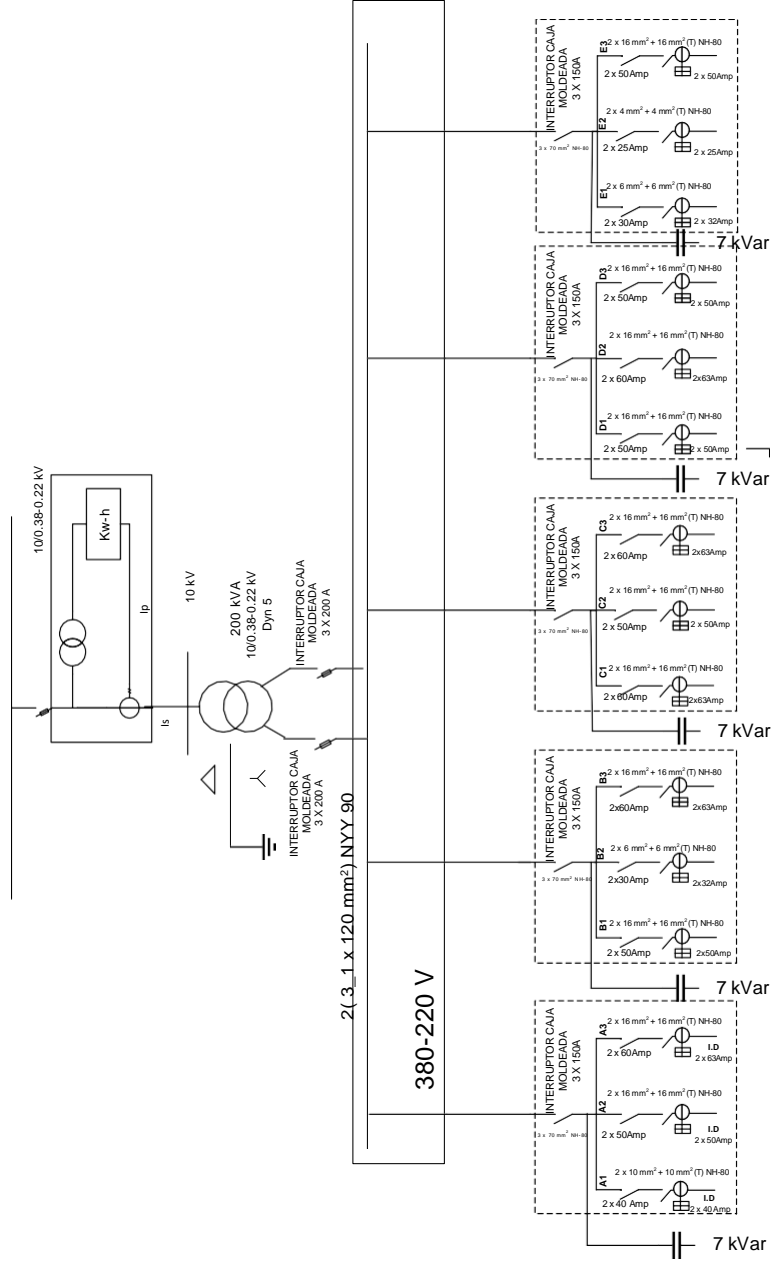 10/0.38-0.22 kV
Kw-h
Ip
Is
10 kV
200 kVA
10/0.38-0.22 kV
Dyn 5
INTERRUPTOR CAJA
MOLDEADA
3 X 200 A
INTERRUPTOR CAJA
MOLDEADA
3 X 200 A
2( 3_1 x 120 mm²) NYY 90
380-220 V
INTERRUPTOR CAJA
MOLDEADA
3 X 150A
3 x 70 mm² NH-80
E3
2 x 16 mm² + 16 mm² (T) NH-80
2 x 50Amp
2 x 50Amp
E2
2 x 4 mm² + 4 mm² (T) NH-80
2 x 25Amp
2 x 25Amp
E1
2 x 6 mm² + 6 mm² (T) NH-80
2 x 30Amp
2 x 32Amp
7 kVar
INTERRUPTOR CAJA
MOLDEADA
3 X 150A
3 x 70 mm² NH-80
D3
2 x 16 mm² + 16 mm² (T) NH-80
2 x 50Amp
2 x 50Amp
D2
2 x 16 mm² + 16 mm² (T) NH-80
2 x 60Amp
2x63Amp
D1
2 x 16 mm² + 16 mm² (T) NH-80
2 x 50Amp
2 x 50Amp
7 kVar
INTERRUPTOR CAJA
MOLDEADA
3 X 150A
3 x 70 mm² NH-80
C3
2 x 16 mm² + 16 mm² (T) NH-80
2 x 60Amp
2x63Amp
C2
2 x 16 mm² + 16 mm² (T) NH-80
2 x 50Amp
2 x 50Amp
C1
2 x 16 mm² + 16 mm² (T) NH-80
2 x 60Amp
2x63Amp
7 kVar
INTERRUPTOR CAJA
MOLDEADA
3 X 150A
3 x 70 mm² NH-80
B3
2 x 16 mm² + 16 mm² (T) NH-80
2x60Amp
2x63Amp
B2
2 x 6 mm² + 6 mm² (T) NH-80
2x30Amp
2x32Amp
B1
2 x 16 mm² + 16 mm² (T) NH-80
2 x 50Amp
2x50Amp
7 kVar
INTERRUPTOR CAJA
MOLDEADA
3 X 150A
3 x 70 mm² NH-80
A3
2 x 16 mm² + 16 mm² (T) NH-80
2 x 60Amp
I.D
2 x 63Amp
A2
2 x 16 mm² + 16 mm² (T) NH-80
2 x 50Amp
I.D
2 x 50Amp
A1
2 x 10 mm² + 10 mm² (T) NH-80
2 x 40 Amp
I.D
2 x 40 Amp
7 kVar